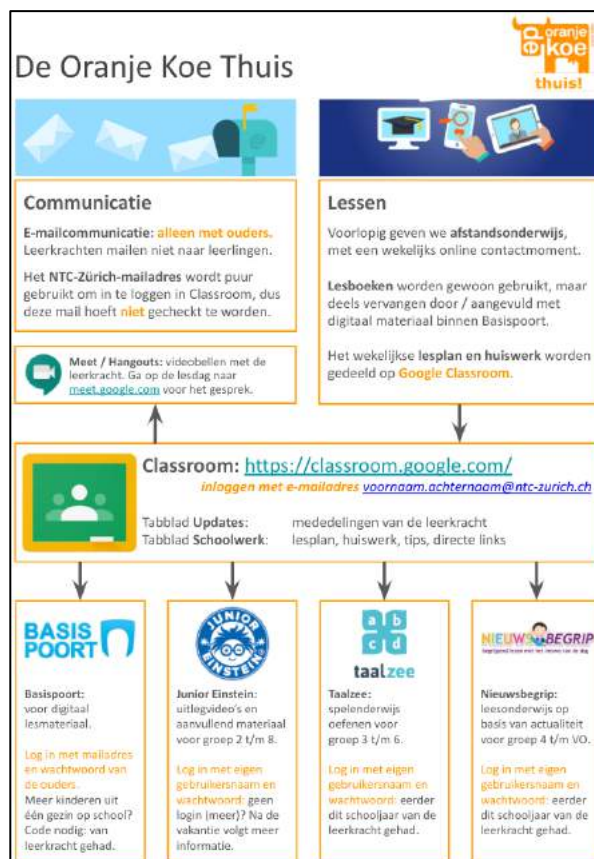 De Oranje Koe Thuis
de
oranje
koe
thuis!
Communicatie
E-mailcommunicatie: alleen met ouders.
Leerkrachten mailen niet naar leerlingen.
Het NTC-Zürich-mailadres wordt puur
gebruikt om in te loggen in Classroom, dus
deze mail hoeft niet gecheckt te worden.
Meet / Hangouts: videobellen met de
leerkracht. Ga op de lesdag naar
meet.google.com voor het gesprek.
Lessen
Voorlopig geven we afstandsonderwijs,
met een wekelijks online contactmoment.
Lesboeken worden gewoon gebruikt, maar
deels vervangen door / aangevuld met
digitaal materiaal binnen Basispoort.
Het wekelijkse lesplan en huiswerk worden
gedeeld op Google Classroom.
Classroom: https://classroom.google.com/
inloggen met e-mailadres voornaam.achternaam@ntc-zurich.ch
Tabblad Updates: mededelingen van de leerkracht
Tabblad Schoolwerk: lesplan, huiswerk, tips, directe links
BASIS
POORT
Basispoort:
voor digitaal
lesmateriaal.
Log in met mailadres
en wachtwoord van
de ouders.
Meer kinderen uit
één gezin op school?
Code nodig: van
leerkracht gehad.
JUNIOR
EINSTEIN
Junior Einstein:
uitlegvideo's en
aanvullend materiaal
voor groep 2 t/m 8.
Log in met eigen
gebruikersnaam en
wachtwoord: geen
login (meer)? Na de
vakantie volgt meer
informatie.
a b
c d
taalzee
Taalzee:
spelenderwijs
oefenen voor
groep 3 t/m 6.
Log in met eigen
gebruikersnaam en
wachtwoord: eerder
dit schooljaar van de
leerkracht gehad.
NIEUWSBEGRIP
begrijpend lezen met het nieuws van de dag
Nieuwsbegrip:
leesonderwijs op
basis van actualiteit
voor groep 4 t/m VO.
Log in met eigen
gebruikersnaam en
wachtwoord: eerder
dit schooljaar van de
leerkracht gehad.